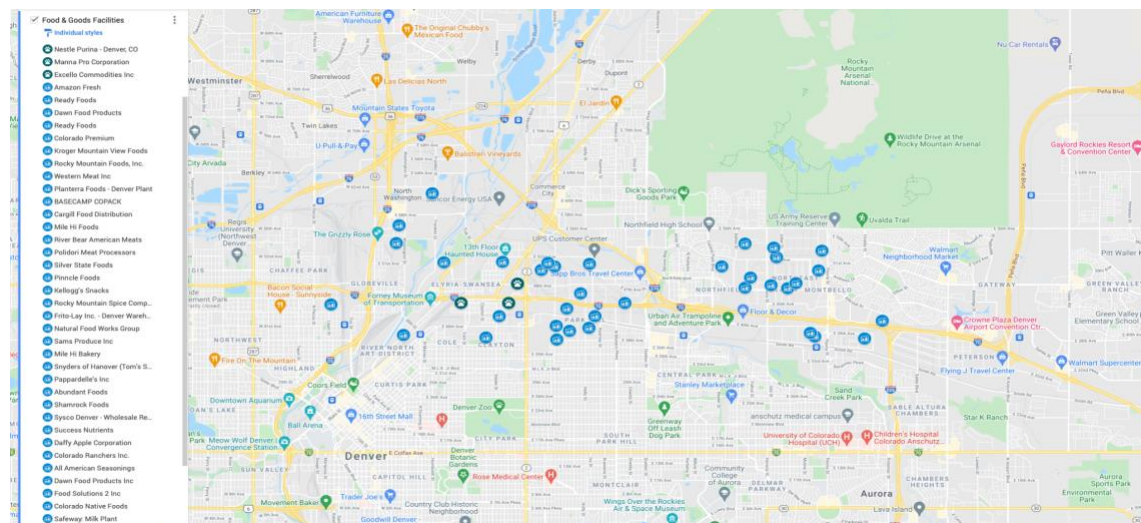 Food & Goods Facilities
Individual styles
Nestle Purina - Denver, CO
Manna Pro Corporation
Excello Commodities Inc
Amazon Fresh
Ready Foods
Dawn Food Products
Ready Foods
Colorado Premium
Kroger Mountain View Foods
Rocky Mountain Foods, Inc.
Western Meat Inc
Planterra Foods - Denver Plant
BASECAMP COPACK
Cargill Food Distribution
Mile Hi Foods
River Bear American Meats
Polidori Meat Processors
Silver State Foods
Pinncle Foods
Kellogg's Snacks
Rocky Mountain Spice Comp...
Frito-Lay Inc. - Denver Wareh...
Natural Food Works Group
Sams Produce Inc
Mile Hi Bakery
Snyders of Hanover (Tom's S...
Pappardelle's Inc
Abundant Foods
Shamrock Foods
Sysco Denver - Wholesale Re...
Success Nutrients
Daffy Apple Corporation
Colorado Ranchers Inc.
All American Seasonings
Dawn Food Products Inc
Food Solutions 2 Inc
Colorado Native Foods
Safeway Milk Plant
American Furniture
Warehouse
The Original Chubby's
Mexican Food
Welby
Derby
Dupont
Sherrelwood
Westminster
Las Delicias North
Mountain States Toyota
El Jardin
Twin Lakes
U-Pull-&-Pay
Balistreri Vineyards
City Arvada
Berkley
Rocky
Mountain
Arsenal
National...
Nu Car Rentals
Peña Blvd
Wildlife Drive at the
Rocky Mountain Arsenal
Gaylord Rockies Resort
& Convention Center
North
Washington
Suncor Energy USA
Commerce
City
Dick's Sporting
Goods Park
Regis
University
(Northwest
Denver...
The Grizzly Rose
13th Floor
Haunted House
UPS Customer Center
Northfield High School
US Army Reserve
Training Center
Uvalda Trail
Walmart
Neighborhood Market
Pitt Waller
CHAFFEE PARK
GLOBEVILLE
ELYRIA SWANSEA
Sapp Bros Travel Center
NORTHFIELD
MONTBELLO
GREEN VALLEY
RANCH
Bacon Social
House - Sunnyside
Forney Museum
of Transportation
Urban Air Trampoline
and Adventure Park
Floor & Decor
Crowne Plaza Denver
Airport Convention Ctr...
GATEWAY
Green Valley
Elementary School
NORTHWEST
RIVER NORTH
ART DISTRICT
COLE
CLAYTON
PARK
HIGHLAND
Fire On The Mountain
PETERSON
Flying J Travel Center
Walmart Supercenter
CURTIS PARK
CENTRAL PARK
Coors Field
Stanley Marketplace
Sand
Creek Park
Downtown Aquarium
Ball Arena
16th Street Mall
Denver Zoo
CITY PARK
Greenway
Off Leash
Dog Park
anschutz medical campus
SABLE ALTURA
CHAMBERS
Star K Ranch
Meow Wolf Denver
Convergence Station
SOUTH
PARK HILL
University of Colorado
Hospital (UCH)
Children's Hospital
Colorado Anschutz...
Denver
E Colfax Ave
SUN VALLEY
CAPITOL HILL
Denver
Botanic
Gardens
Rose Medical Center
MONTCLAIR
Community
College
of Aurora
DELMAR
PARKWAY
CHAMBERS
HEIGHTS
Aurora
Sports Park
Environmental
Park
Movement Baker
Trader Joe's
Country Club Historic
Neighborhood
Wings Over the Rockies
Air & Space Museum
Aurora
Lava Island
Goodwill Denver